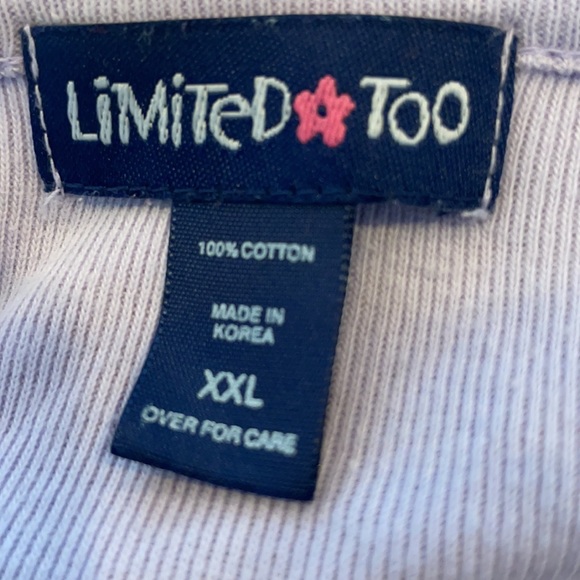 LiMiTeD TOO
100% COTTON
MADE IN
KOREA
XXL
OVER FOR CARE